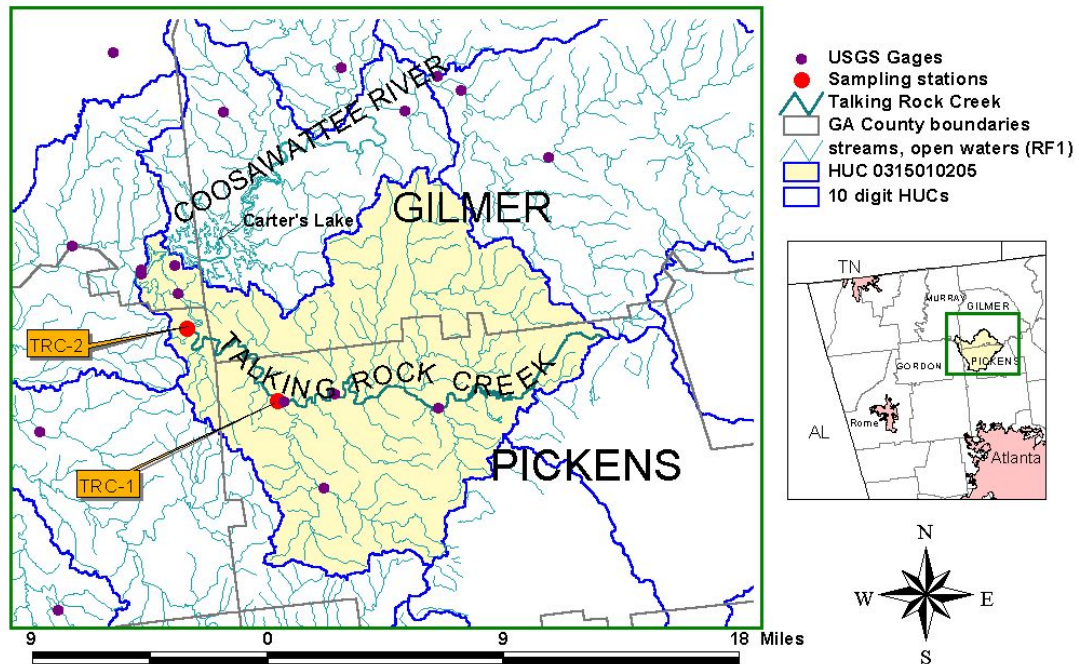 COOSAWATTEE RIVER
GILMER
Carter's Lake
TRC-2
TALKING ROCK CREEK
PICKENS
TRC-1
9 0 9 18 Miles
USGS Gages
Sampling stations
Talking Rock Creek
GA County boundaries
streams, open waters (RF1)
HUC 0315010205
10 digit HUCs
TN
MURRAY
GILMER
PICKENS
GORDON
Rome
AL
Atlanta
N
W E
S